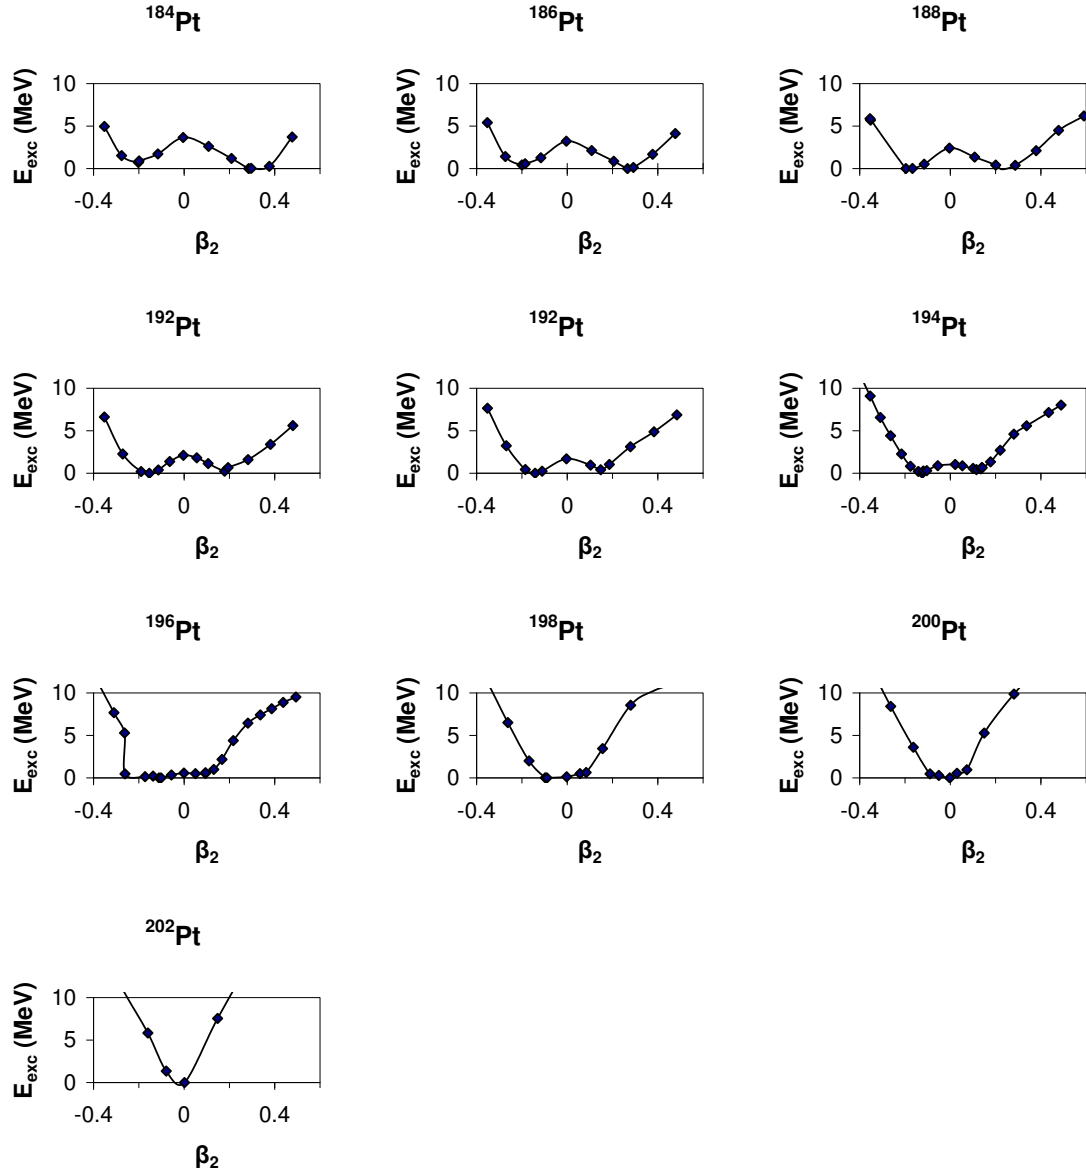 184Pt 186Pt 188Pt
E_exc (MeV) 10 5 0 E_exc (MeV) 10 5 0 E_exc (MeV) 10 5 0
-0.4 0 0.4 -0.4 0 0.4 -0.4 0 0.4
β2 β2 β2
192Pt 192Pt 194Pt
E_exc (MeV) 10 5 0 E_exc (MeV) 10 5 0 E_exc (MeV) 10 5 0
-0.4 0 0.4 -0.4 0 0.4 -0.4 0 0.4
β2 β2 β2
196Pt 198Pt 200Pt
E_exc (MeV) 10 5 0 E_exc (MeV) 10 5 0 E_exc (MeV) 10 5 0
-0.4 0 0.4 -0.4 0 0.4 -0.4 0 0.4
β2 β2 β2
202Pt
E_exc (MeV) 10 5 0
-0.4 0 0.4
β2